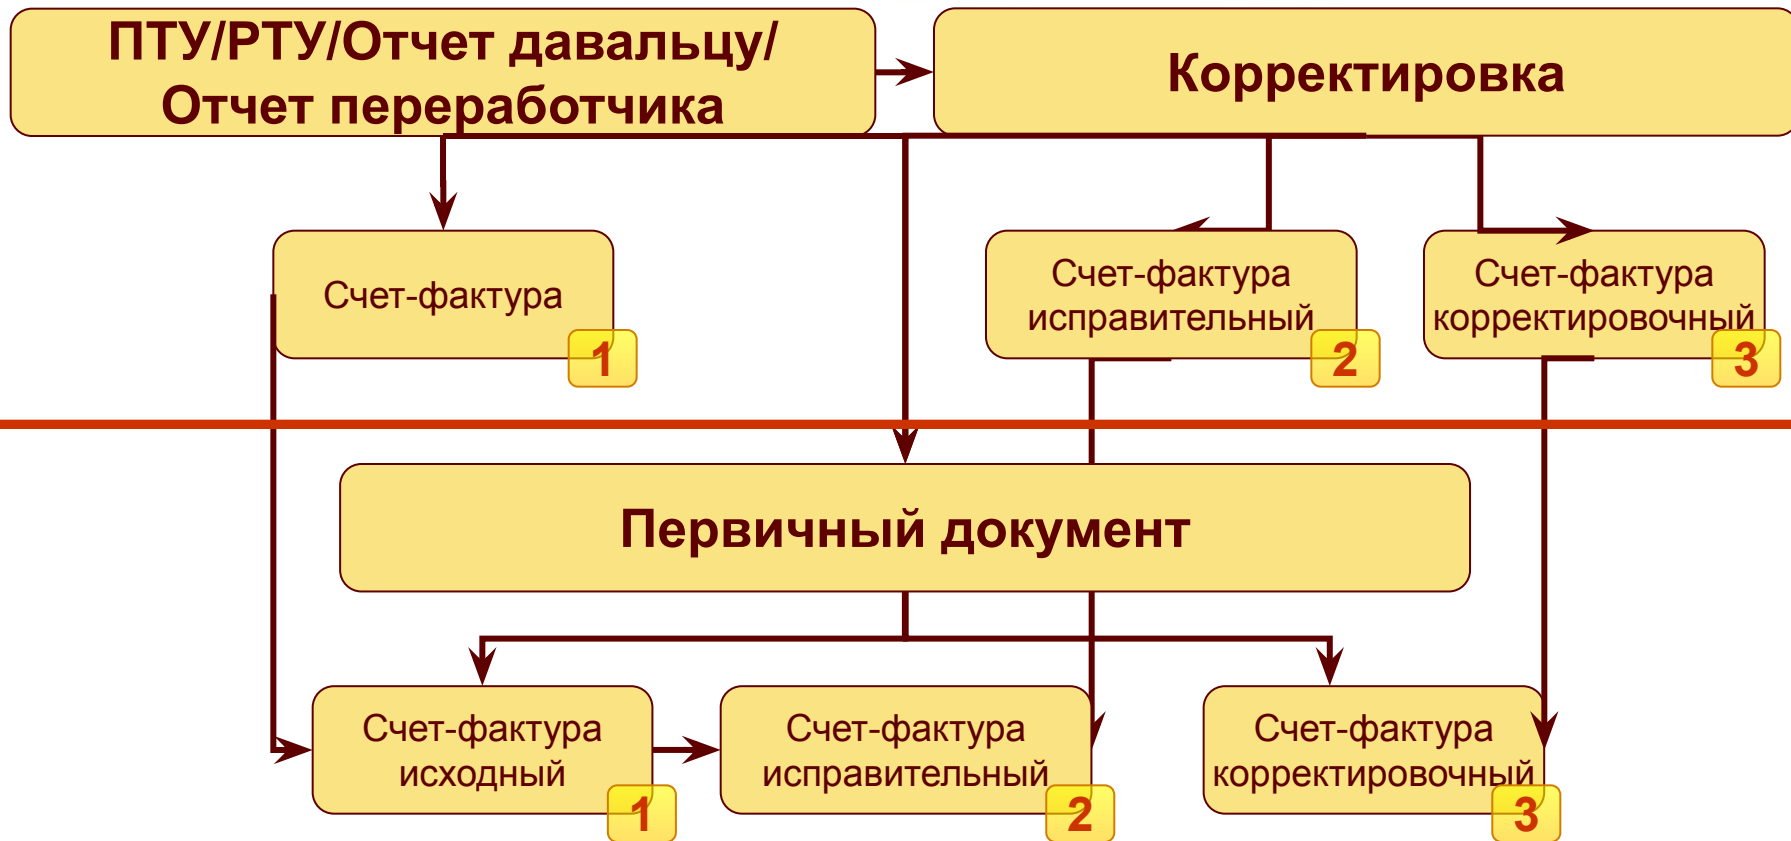 ПТУ/РТУ/Отчет давальцу/
Отчет переработчика
Корректировка
Счет-фактура
1
Счет-фактура
исправительный
2
Счет-фактура
корректировочный
3
Первичный документ
Счет-фактура
исходный
1
Счет-фактура
исправительный
2
Счет-фактура
корректировочный
3